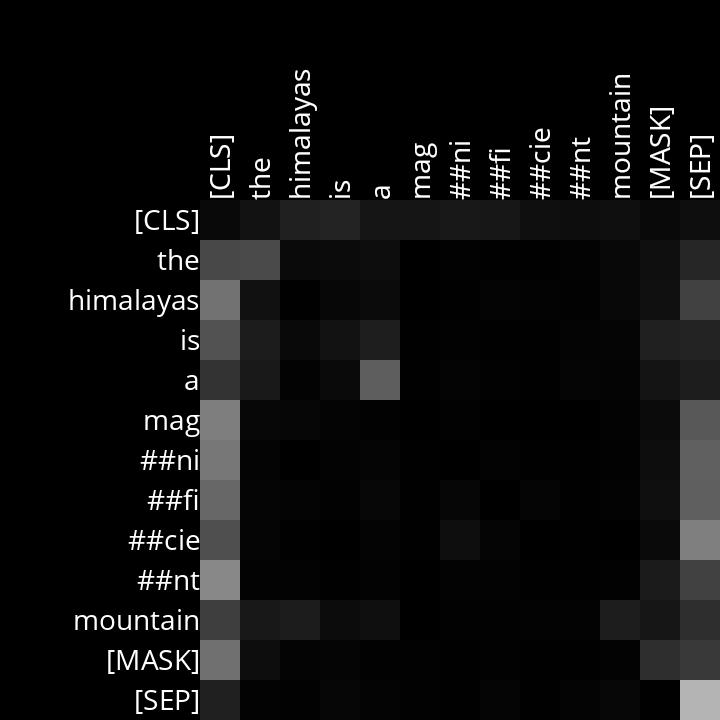 [CLS] the himalayas is a mag ##ni ##fi ##cie ##nt mountain [MASK] [SEP]
[CLS]
the
himalayas
is
a
mag
##ni
##fi
##cie
##nt
mountain
[MASK]
[SEP]